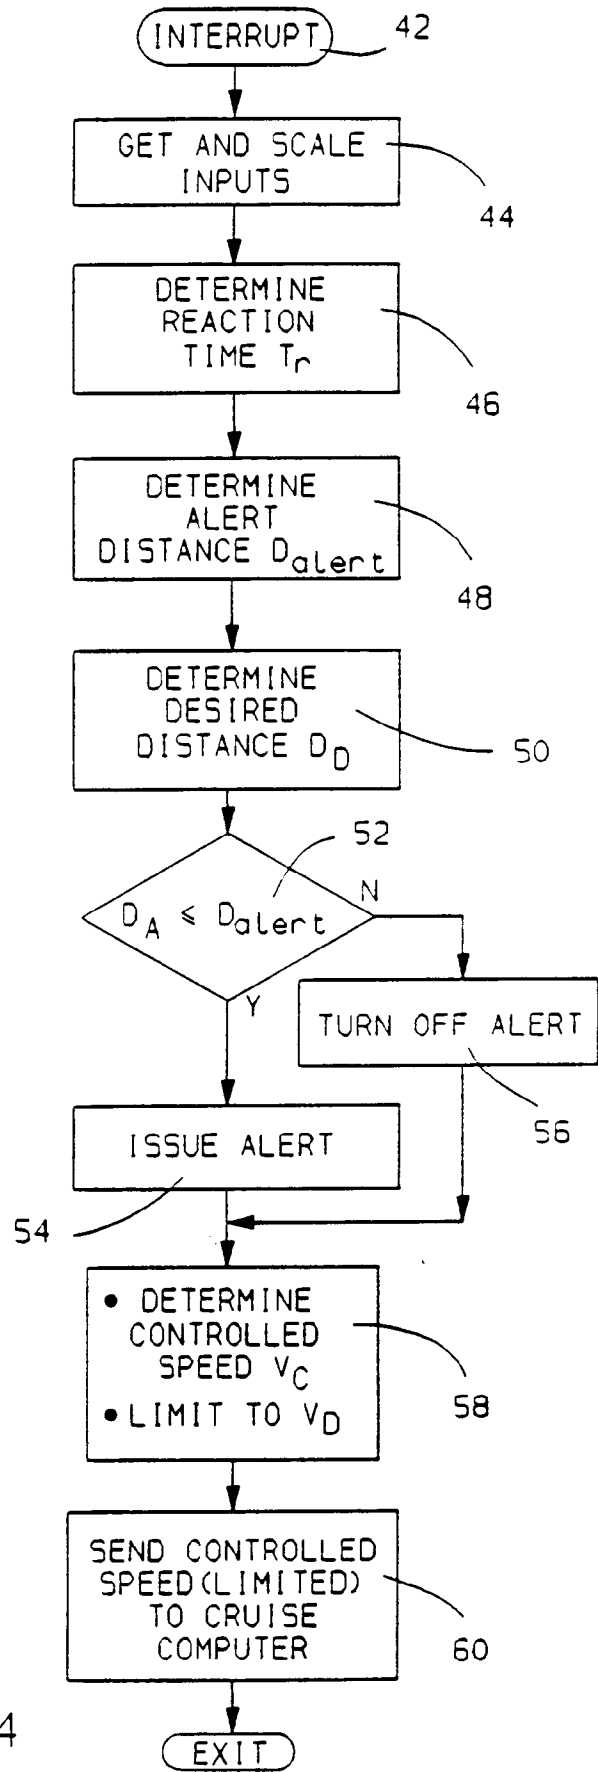 INTERRUPT
42
GET AND SCALE
INPUTS
44
DETERMINE
REACTION
TIME Tr
46
DETERMINE
ALERT
DISTANCE Dalert
48
DETERMINE
DESIRED
DISTANCE DD
50
52
DA ≤ Dalert
N
Y
TURN OFF ALERT
56
ISSUE ALERT
54
• DETERMINE
CONTROLLED
SPEED VC
• LIMIT TO VD
58
SEND CONTROLLED
SPEED(LIMITED)
TO CRUISE
COMPUTER
60
4
EXIT